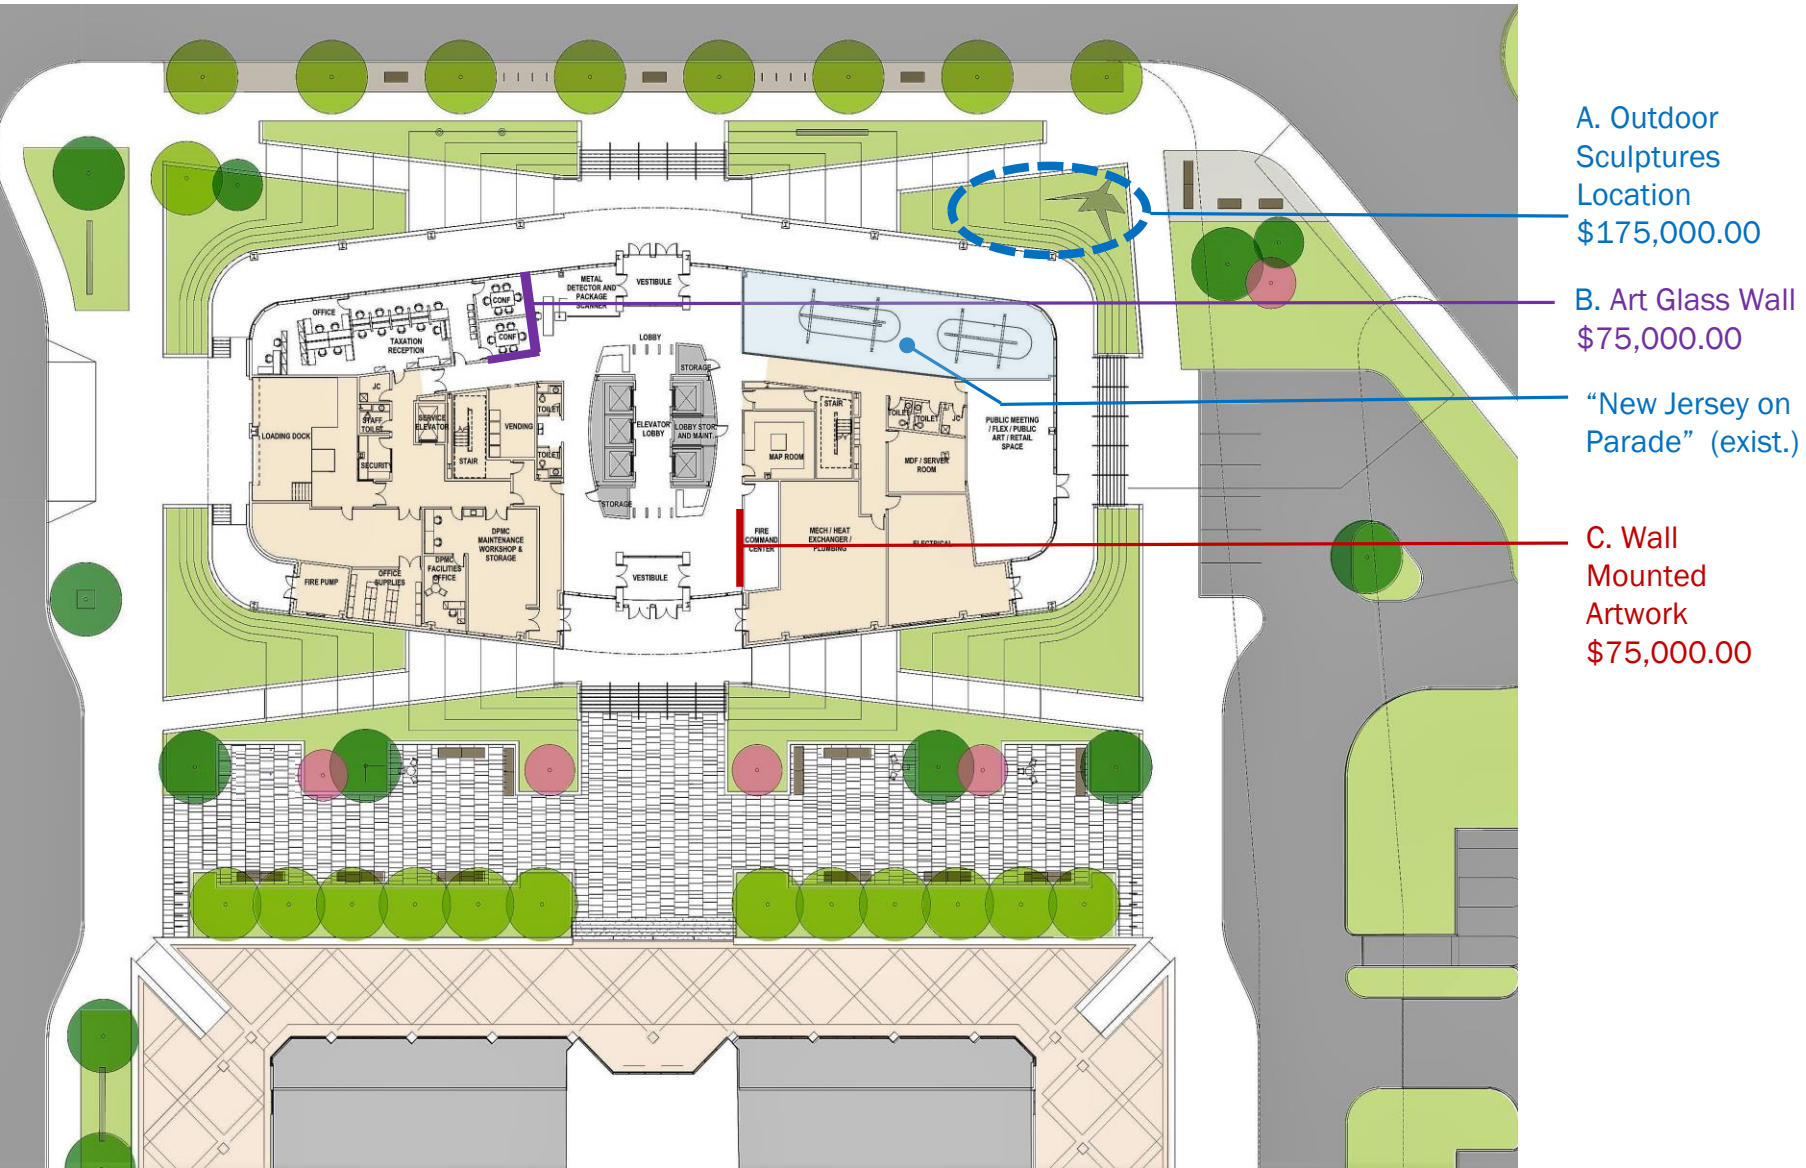 A. Outdoor
Sculptures
Location
$175,000.00
B. Art Glass Wall
$75,000.00
“New Jersey on
Parade” (exist.)
C. Wall
Mounted
Artwork
$75,000.00
METAL
DETECTOR AND
PACKAGE
SCANNER
VESTIBULE
CONF
OFFICE
CONF
TAXATION
RECEPTION
LOBBY
STORAGE
JC
STAFF
TOILET
SERVICE
ELEVATOR
VENDING
TOILET
LOADING DOCK
SECURITY
STAIR
TOILET
ELEVATOR
LOBBY
LOBBY STOR
AND MAINT.
STORAGE
STAIR
TOILET
TOILET
JC
MAP ROOM
MDF / SERVER
ROOM
PUBLIC MEETING
/ FLEX / PUBLIC
ART / RETAIL
SPACE
DPMC
MAINTENANCE
WORKSHOP &
STORAGE
DPMC
FACILITIES
OFFICE
FIRE PUMP
OFFICE
SUPPLIES
VESTIBULE
FIRE
COMMAND
CENTER
MECH / HEAT
EXCHANGER /
PLUMBING
ELECTRICAL